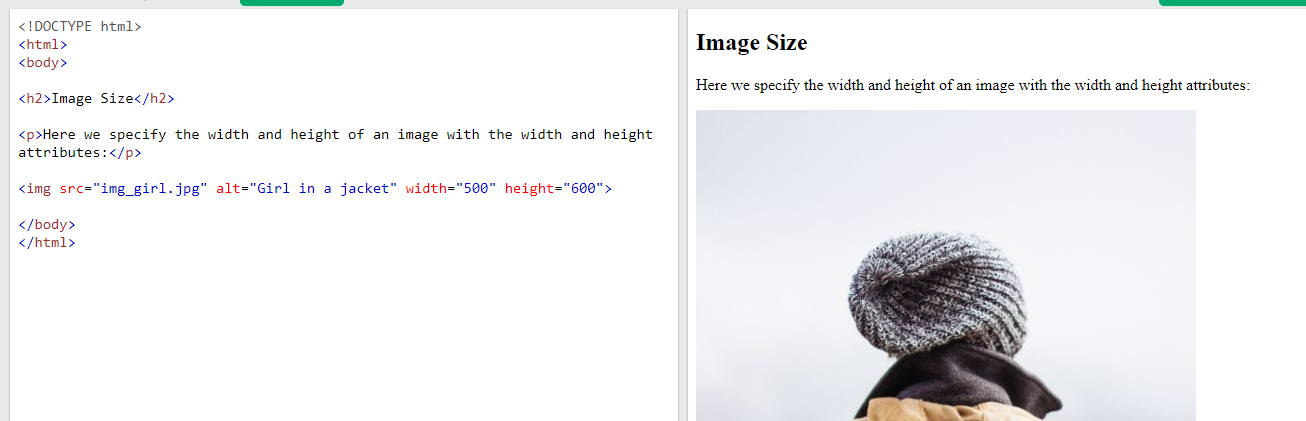 <!DOCTYPE html>
<html>
<body>
<h2>Image Size</h2>
<p>Here we specify the width and height of an image with the width and height
attributes:</p>
<img src="img_girl.jpg" alt="Girl in a jacket" width="500" height="600">
</body>
</html>
Image Size
Here we specify the width and height of an image with the width and height attributes: